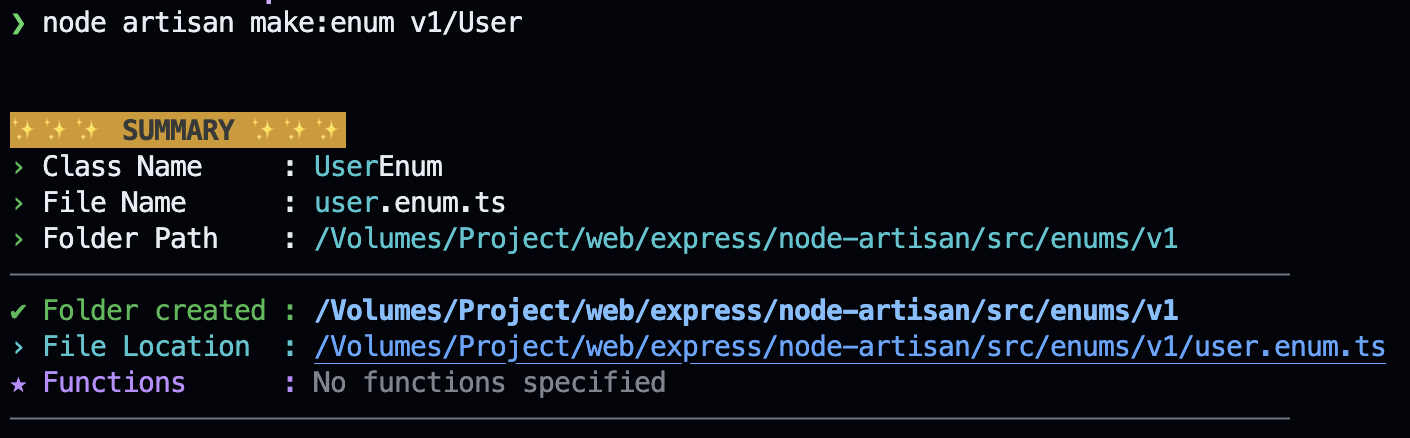 ❯ node artisan make:enum v1/User
✨✨✨ SUMMARY ✨✨✨
› Class Name : UserEnum
› File Name : user.enum.ts
› Folder Path : /Volumes/Project/web/express/node-artisan/src/enums/v1
✔ Folder created : /Volumes/Project/web/express/node-artisan/src/enums/v1
› File Location : /Volumes/Project/web/express/node-artisan/src/enums/v1/user.enum.ts
★ Functions : No functions specified